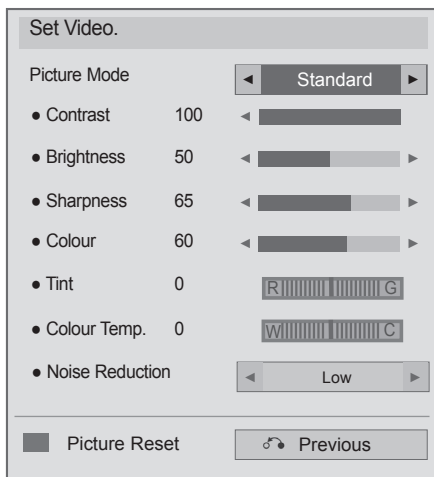 Set Video.
Picture Mode ◄ Standard ►
● Contrast 100 ◄
● Brightness 50 ◄ ►
● Sharpness 65 ◄ ►
● Colour 60 ◄ ►
● Tint 0 R G
● Colour Temp. 0 W C
● Noise Reduction ◄ Low ►
Picture Reset Previous